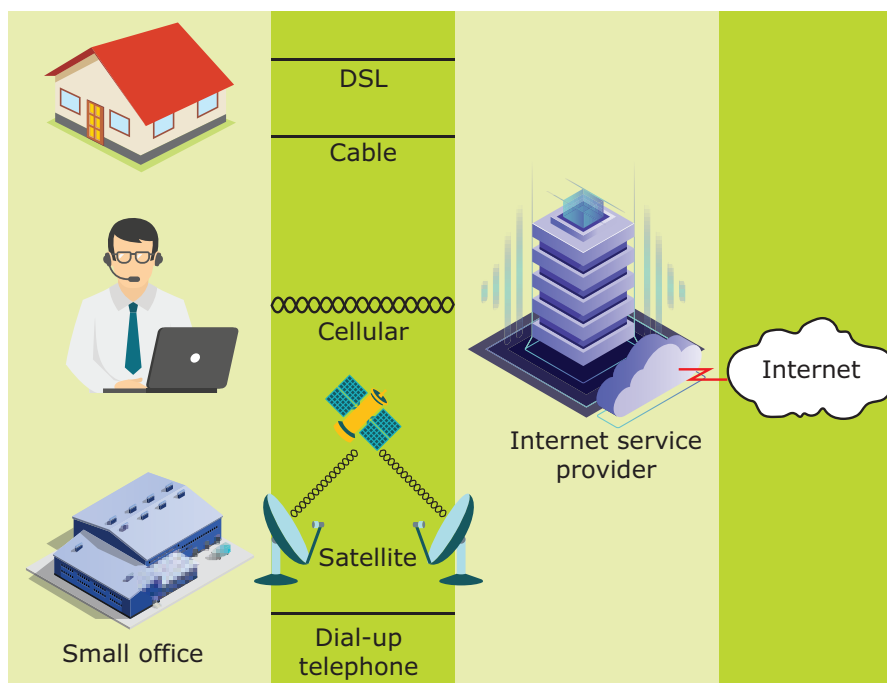 DSL
Cable
Cellular
Satellite
Dial-up
telephone
Small office
Internet service
provider
Internet